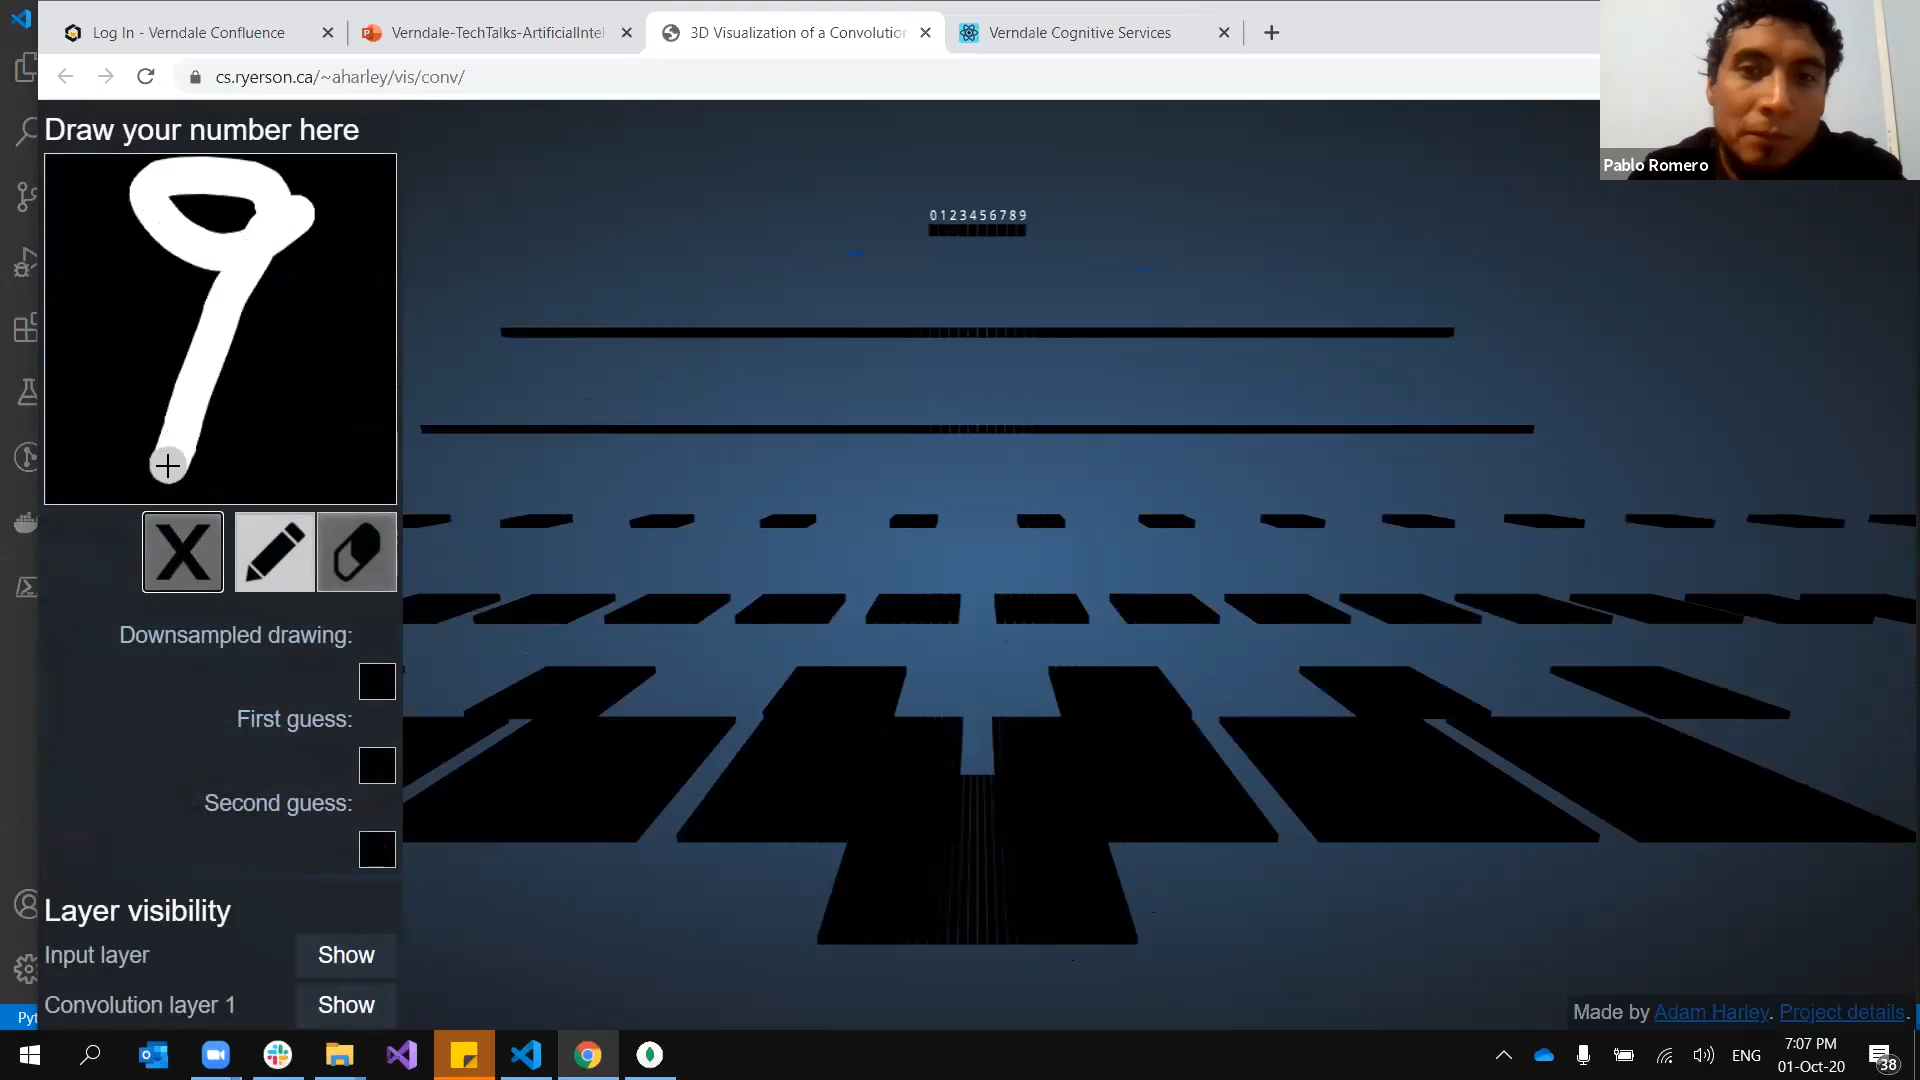 Log In - Verndale Confluence
Verndale-TechTalks-ArtificialIntel
3D Visualization of a Convolution
Verndale Cognitive Services
cs.ryerson.ca/~aharley/vis/conv/
Pablo Romero
Draw your number here
9
0123456789
X
Downsampled drawing:
First guess:
Second guess:
Layer visibility
Input layer
Show
Convolution layer 1
Show
Made by Adam Harley. Project details.
Pyt
ENG
7:07 PM
01-Oct-20
38